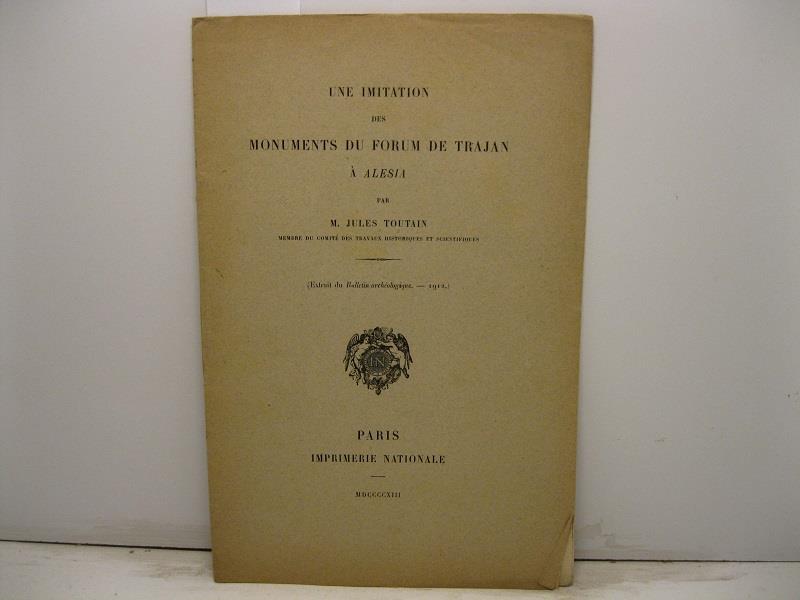 UNE IMITATION
DES
MONUMENTS DU FORUM DE TRAJAN
À ALESIA
PAR
M. JULES TOUTAIN
MEMBRE DU COMITÉ DES TRAVAUX HISTORIQUES ET SCIENTIFIQUES
(Extrait du Bulletin archéologique. — 1912.)
IN
PARIS
IMPRIMERIE NATIONALE
MDCCCCXIII